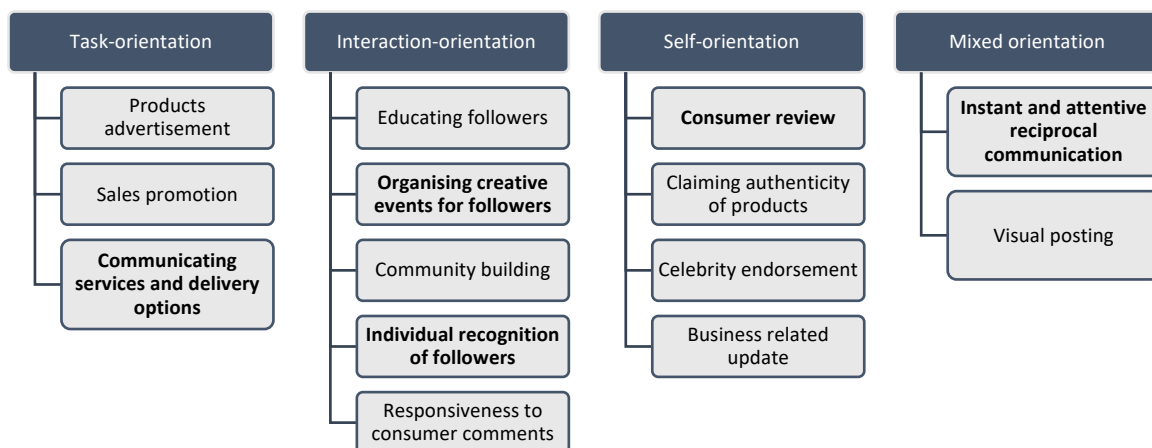 Task-orientation
Products
advertisement
Sales promotion
Communicating
services and delivery
options
Interaction-orientation
Educating followers
Organising creative
events for followers
Community building
Individual recognition
of followers
Responsiveness to
consumer comments
Self-orientation
Consumer review
Claiming authenticity
of products
Celebrity endorsement
Business related
update
Mixed orientation
Instant and attentive
reciprocal
communication
Visual posting